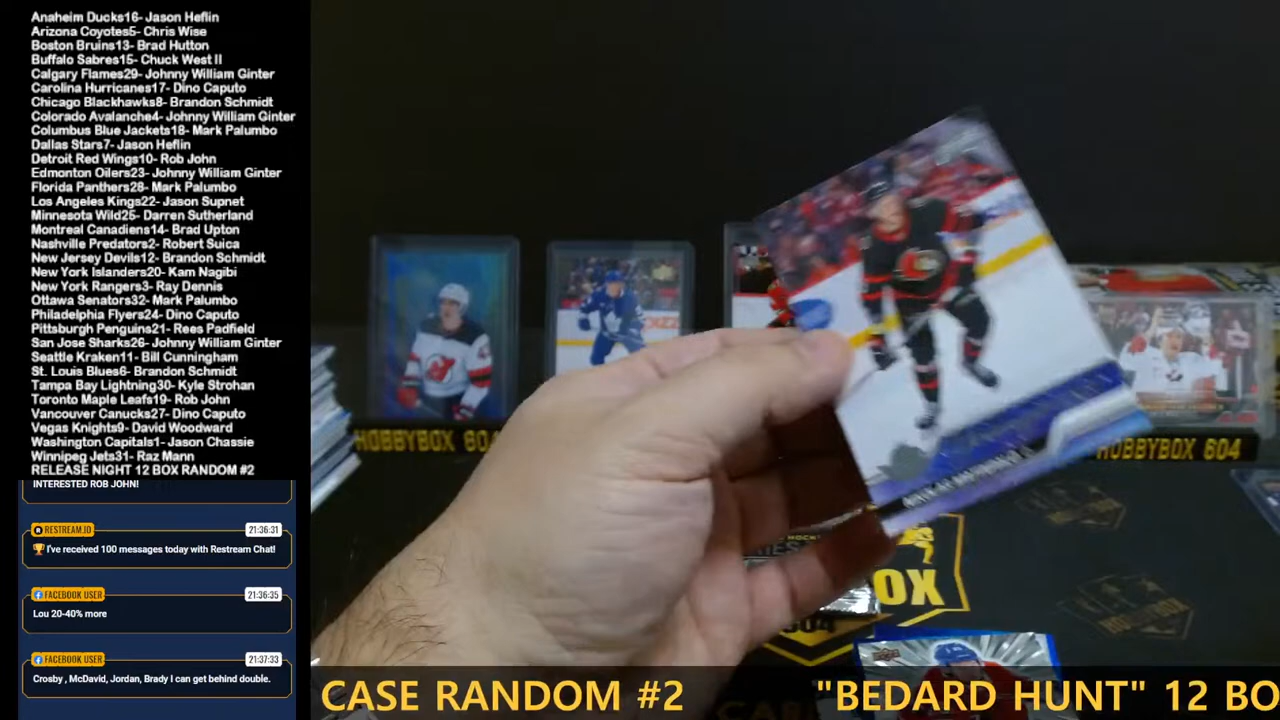 Anaheim Ducks16- Jason Heflin
Arizona Coyotes5- Chris Wise
Boston Bruins13- Brad Hutton
Buffalo Sabres15- Chuck West II
Calgary Flames29- Johnny William Ginter
Carolina Hurricanes17- Dino Caputo
Chicago Blackhawks8- Brandon Schmidt
Colorado Avalanche4- Johnny William Ginter
Columbus Blue Jackets18- Mark Palumbo
Dallas Stars7- Jason Heflin
Detroit Red Wings10- Rob John
Edmonton Oilers23- Johnny William Ginter
Florida Panthers28- Mark Palumbo
Los Angeles Kings22- Jason Supnet
Minnesota Wild25- Darren Sutherland
Montreal Canadiens14- Brad Upton
Nashville Predators2- Robert Suica
New Jersey Devils12- Brandon Schmidt
New York Islanders20- Kam Nagibi
New York Rangers3- Ray Dennis
Ottawa Senators32- Mark Palumbo
Philadelphia Flyers24- Dino Caputo
Pittsburgh Penguins21- Rees Padfield
San Jose Sharks26- Johnny William Ginter
Seattle Kraken11- Bill Cunningham
St. Louis Blues6- Brandon Schmidt
Tampa Bay Lightning30- Kyle Strohan
Toronto Maple Leafs19- Rob John
Vancouver Canucks27- Dino Caputo
Vegas Knights9- David Woodward
Washington Capitals1- Jason Chassie
Winnipeg Jets31- Raz Mann
RELEASE NIGHT 12 BOX RANDOM #2
INTERESTED ROB JOHN!
RESTREAM.IO 21:36:31
🏆 I've received 100 messages today with Restream Chat!
FACEBOOK USER 21:36:35
Lou 20-40% more
FACEBOOK USER 21:37:33
Crosby , McDavid, Jordan, Brady I can get behind double.
HOBBYBOX 604
HOBBYBOX 604
BOX
604
CASE RANDOM #2 "BEDARD HUNT" 12 BO